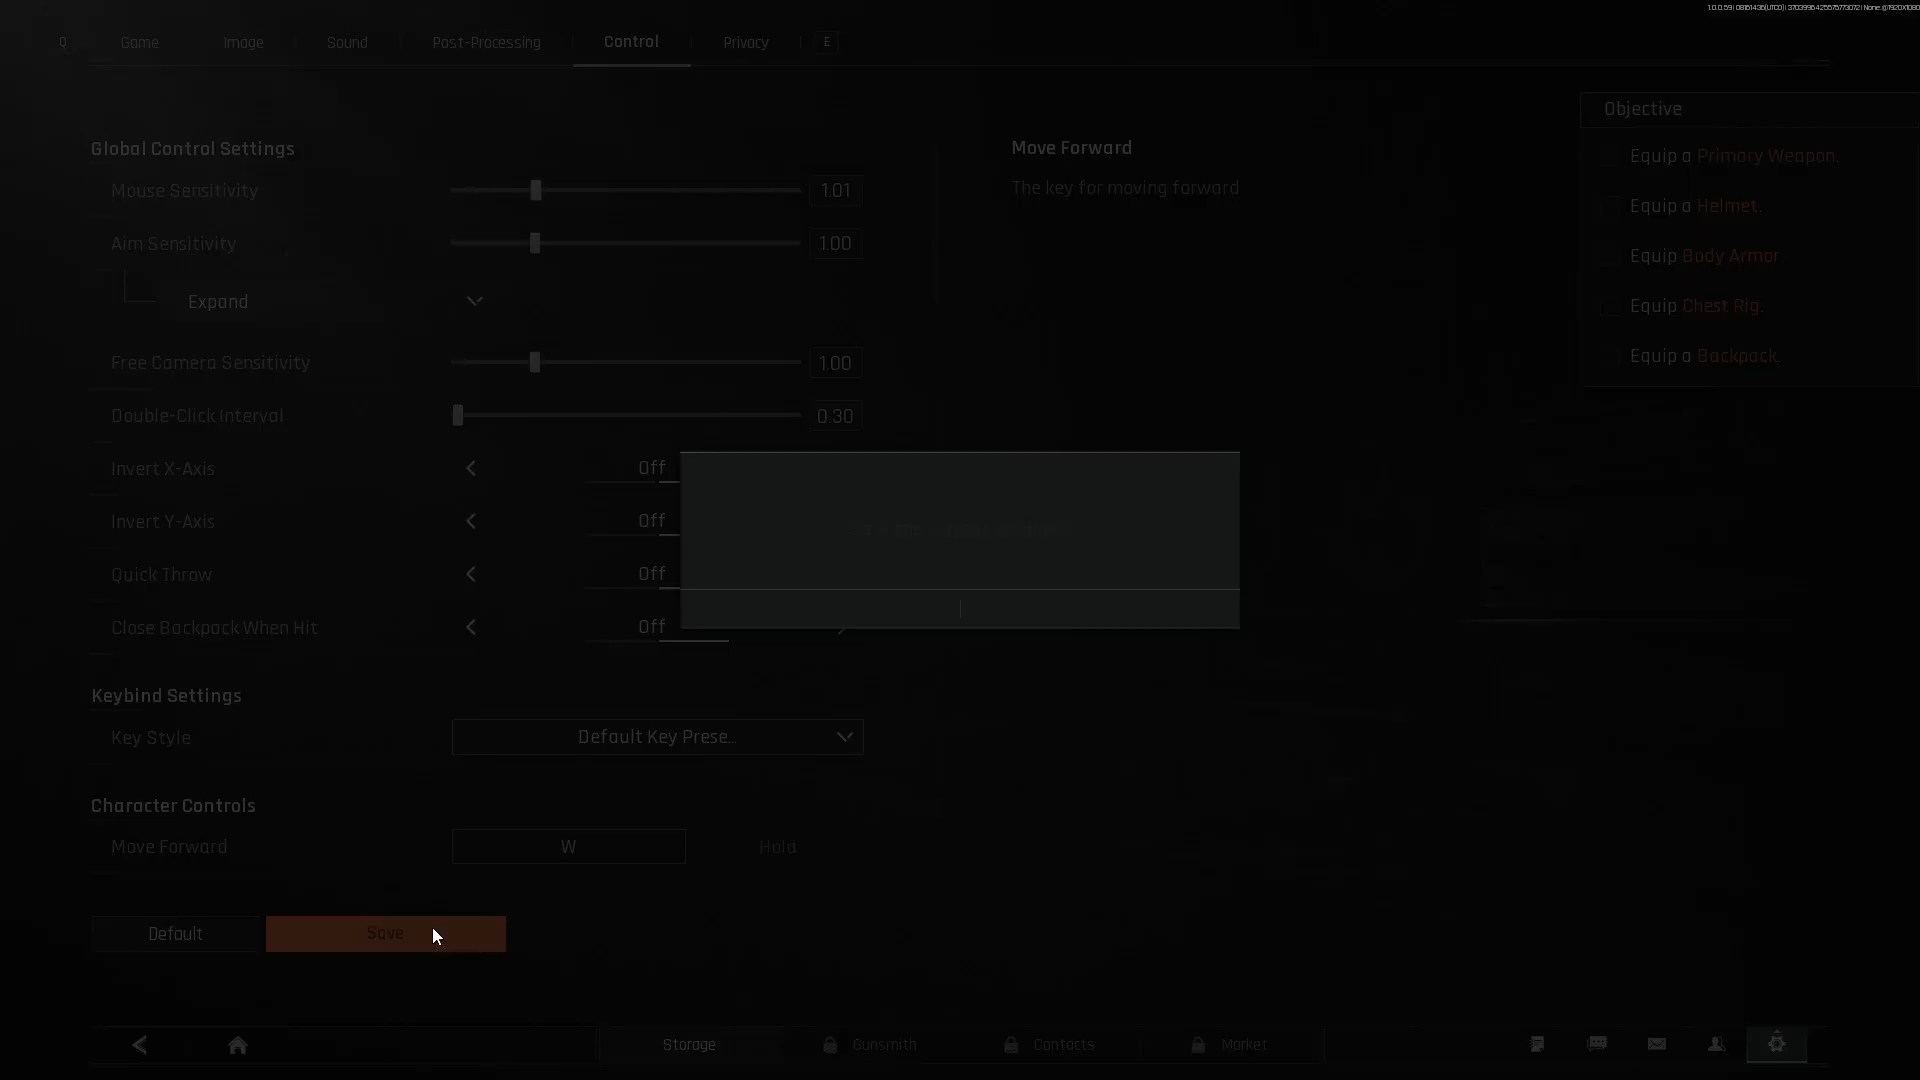 Q
Game
Image
Sound
Post-Processing
Control
Privacy
E
Objective
Equip a Primary Weapon.
Equip a Helmet.
Equip Body Armor
Equip Chest Rig.
Equip a Backpack.
Global Control Settings
Mouse Sensitivity
1.01
Aim Sensitivity
1.00
Expand
Free Camera Sensitivity
1.00
Double-Click Interval
0.30
Invert X-Axis
Off
Invert Y-Axis
Off
Quick Throw
Off
Close Backpack When Hit
Off
Move Forward
The key for moving forward
Keybind Settings
Key Style
Default Key Prese...
Character Controls
Move Forward
W
Hold
Default
Save
Storage
Gunsmith
Contacts
Market